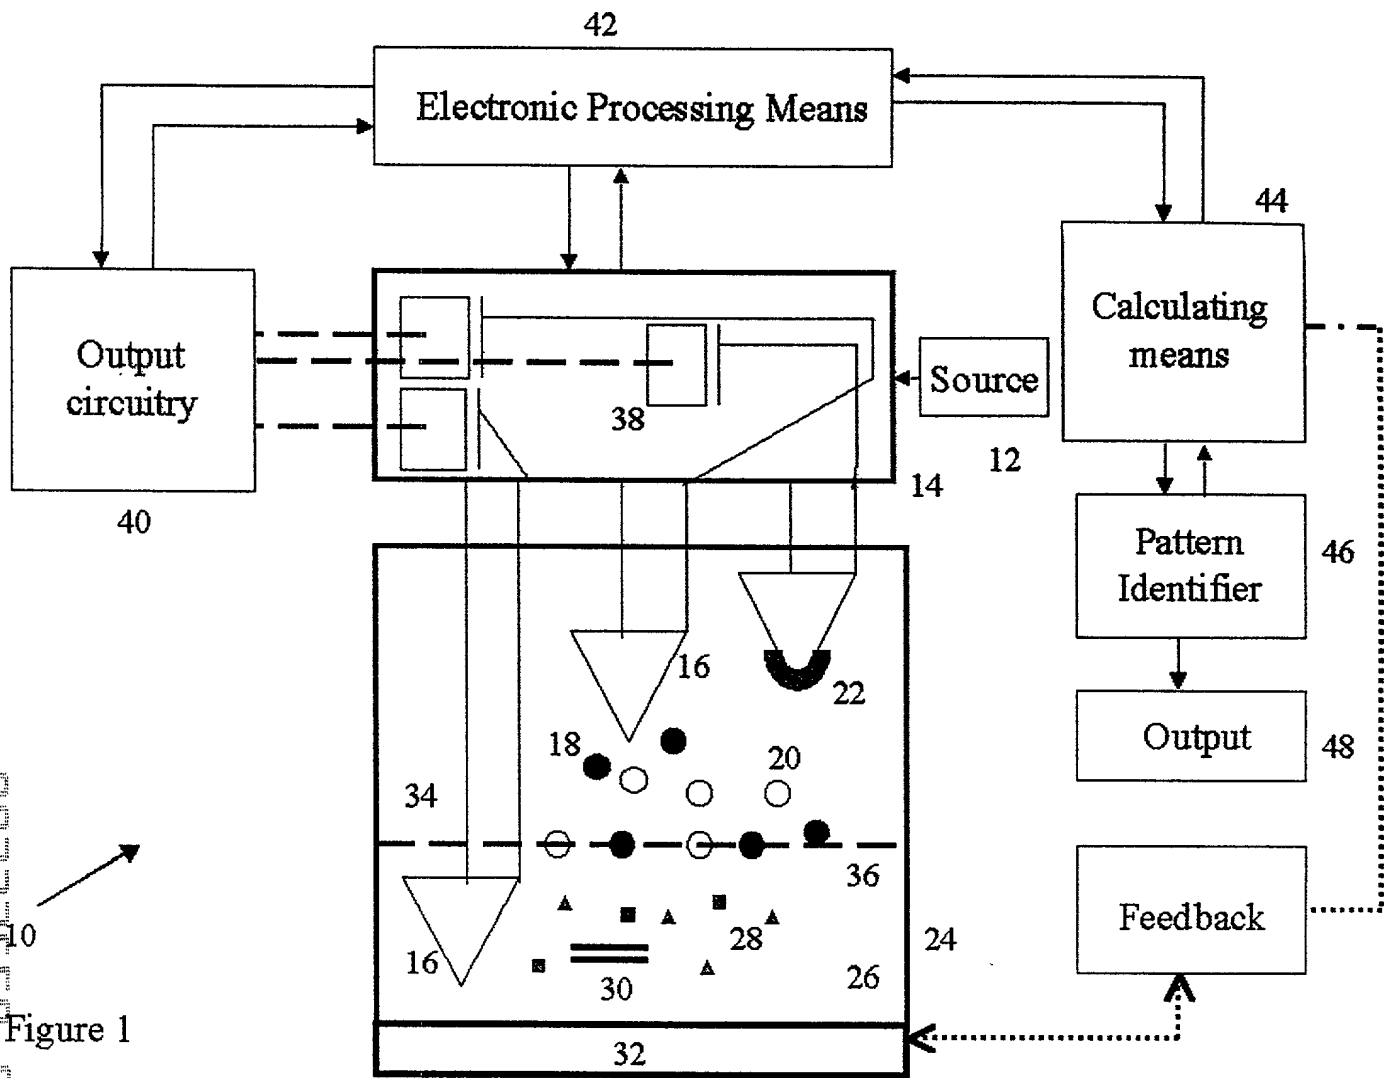 42
Electronic Processing Means
44
Output
circuitry
40
38
Source
12
14
Calculating
means
Pattern
Identifier
46
16
22
Output
48
18
20
34
36
Feedback
10
16
28
30
24
26
Figure 1
32